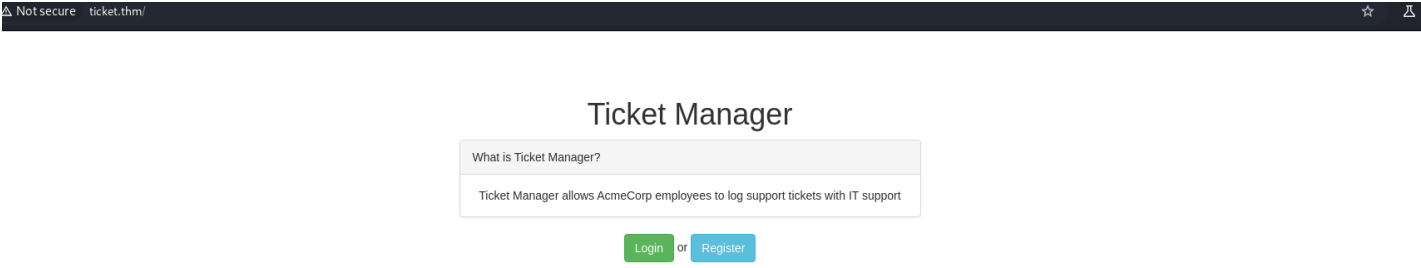 Not secure ticket.thm/
Ticket Manager
What is Ticket Manager?
Ticket Manager allows AcmeCorp employees to log support tickets with IT support
Login or Register